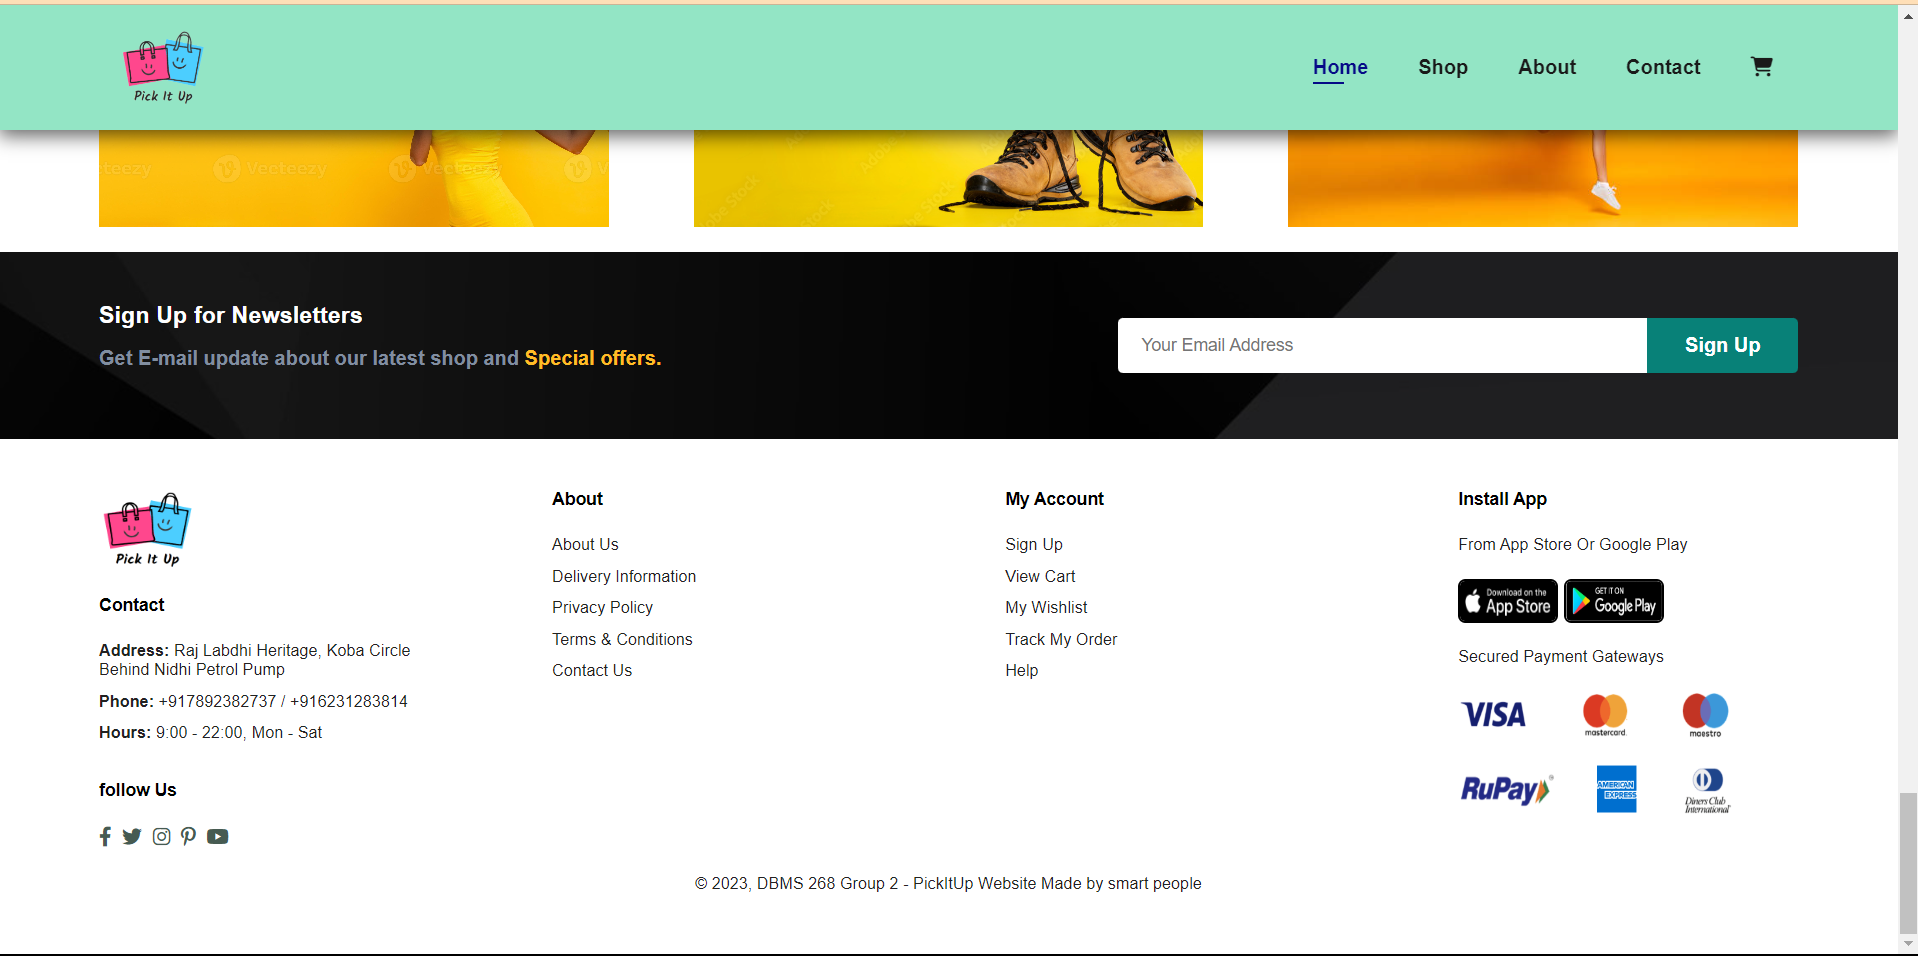 Pick It Up
Home
Shop
About
Contact
Vecteezy
Vecteezy
Adobe Stock
Sign Up for Newsletters
Get E-mail update about our latest shop and Special offers.
Your Email Address
Sign Up
Pick It Up
Contact
Address: Raj Labdhi Heritage, Koba Circle
Behind Nidhi Petrol Pump
Phone: +917892382737 / +916231283814
Hours: 9:00 - 22:00, Mon - Sat
follow Us
About
About Us
Delivery Information
Privacy Policy
Terms & Conditions
Contact Us
My Account
Sign Up
View Cart
My Wishlist
Track My Order
Help
Install App
From App Store Or Google Play
Download on the
App Store
GET IT ON
Google Play
Secured Payment Gateways
VISA
mastercard.
maestro
RuPay
AMERICAN
EXPRESS
Diners Club
International
© 2023, DBMS 268 Group 2 - PickItUp Website Made by smart people